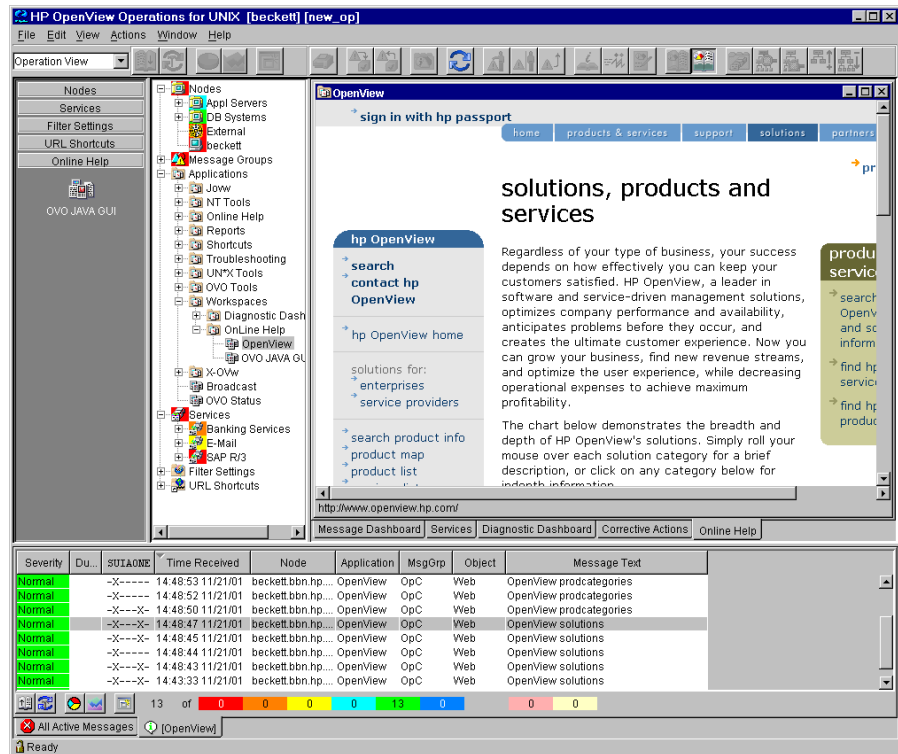 HP OpenView Operations for UNIX [beckett] [new_op]
File Edit View Actions Window Help
Operation View
Nodes
Services
Filter Settings
URL Shortcuts
Online Help
OVO JAVA GUI
Nodes
Appl Servers
DB Systems
External
beckett
Message Groups
Applications
Jovw
NT Tools
Online Help
Reports
Shortcuts
Troubleshooting
UN*X Tools
OVO Tools
Workspaces
Diagnostic Dash
OnLine Help
OpenView
OVO JAVA GU
X-OVw
Broadcast
OVO Status
Services
Banking Services
E-Mail
SAP R/3
Filter Settings
URL Shortcuts
OpenView
sign in with hp passport
home products & services support solutions partners
pr
solutions, products and
services
hp OpenView
search
contact hp
OpenView
hp OpenView home
solutions for:
enterprises
service providers
search product info
product map
product list
Regardless of your type of business, your success
depends on how effectively you can keep your
customers satisfied. HP OpenView, a leader in
software and service-driven management solutions,
optimizes company performance and availability,
anticipates problems before they occur, and
creates the ultimate customer experience. Now you
can grow your business, find new revenue streams,
and optimize the user experience, while decreasing
operational expenses to achieve maximum
profitability.
The chart below demonstrates the breadth and
depth of HP OpenView's solutions. Simply roll your
mouse over each solution category for a brief
description, or click on any category below for
indepth information.
produ
servic
search
OpenV
and so
inform
find hp
servic
find hp
produc
http://www.openview.hp.com/
Message Dashboard Services Diagnostic Dashboard Corrective Actions Online Help
Severity Du... SUIAONE Time Received Node Application MsgGrp Object Message Text
Normal -X----- 14:48:53 11/21/01 beckett.bbn.hp.... OpenView OpC Web OpenView prodcategories
Normal -X----- 14:48:52 11/21/01 beckett.bbn.hp.... OpenView OpC Web OpenView prodcategories
Normal -X---X- 14:48:50 11/21/01 beckett.bbn.hp.... OpenView OpC Web OpenView prodcategories
Normal -X---X- 14:48:47 11/21/01 beckett.bbn.hp.... OpenView OpC Web OpenView solutions
Normal -X---X- 14:48:45 11/21/01 beckett.bbn.hp.... OpenView OpC Web OpenView solutions
Normal -X----- 14:48:44 11/21/01 beckett.bbn.hp.... OpenView OpC Web OpenView solutions
Normal -X---X- 14:48:43 11/21/01 beckett.bbn.hp.... OpenView OpC Web OpenView solutions
Normal -X---X- 14:43:33 11/21/01 beckett.bbn.hp.... OpenView OpC Web OpenView solutions
13 of 0 0 0 0 13 0 0 0
All Active Messages [OpenView]
Ready